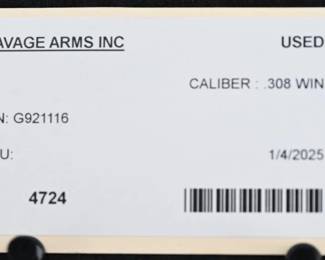 AVAGE ARMS INC USED
CALIBER : .308 WIN
N: G921116
U: 1/4/2025
4724